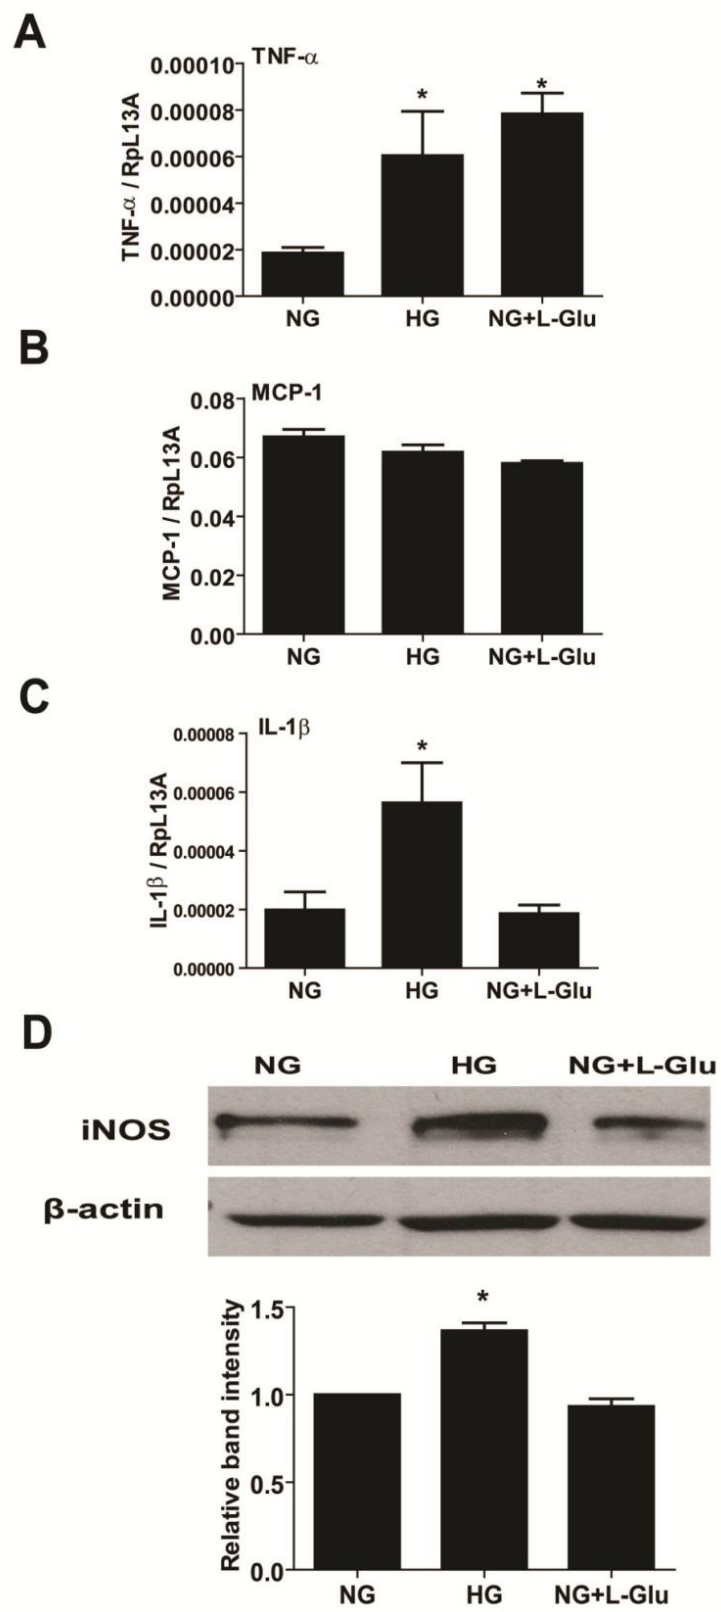 A
TNF-α
TNF-α / RpL13A
0.00010
0.00008
0.00006
0.00004
0.00002
0.00000
*
*
NG HG NG+L-Glu
B
MCP-1
MCP-1 / RpL13A
0.08
0.06
0.04
0.02
0.00
NG HG NG+L-Glu
C
IL-1β
IL-1β / RpL13A
0.00008
0.00006
0.00004
0.00002
0.00000
*
NG HG NG+L-Glu
D
NG HG NG+L-Glu
iNOS
β-actin
Relative band intensity
1.5
1.0
0.5
0.0
*
NG HG NG+L-Glu